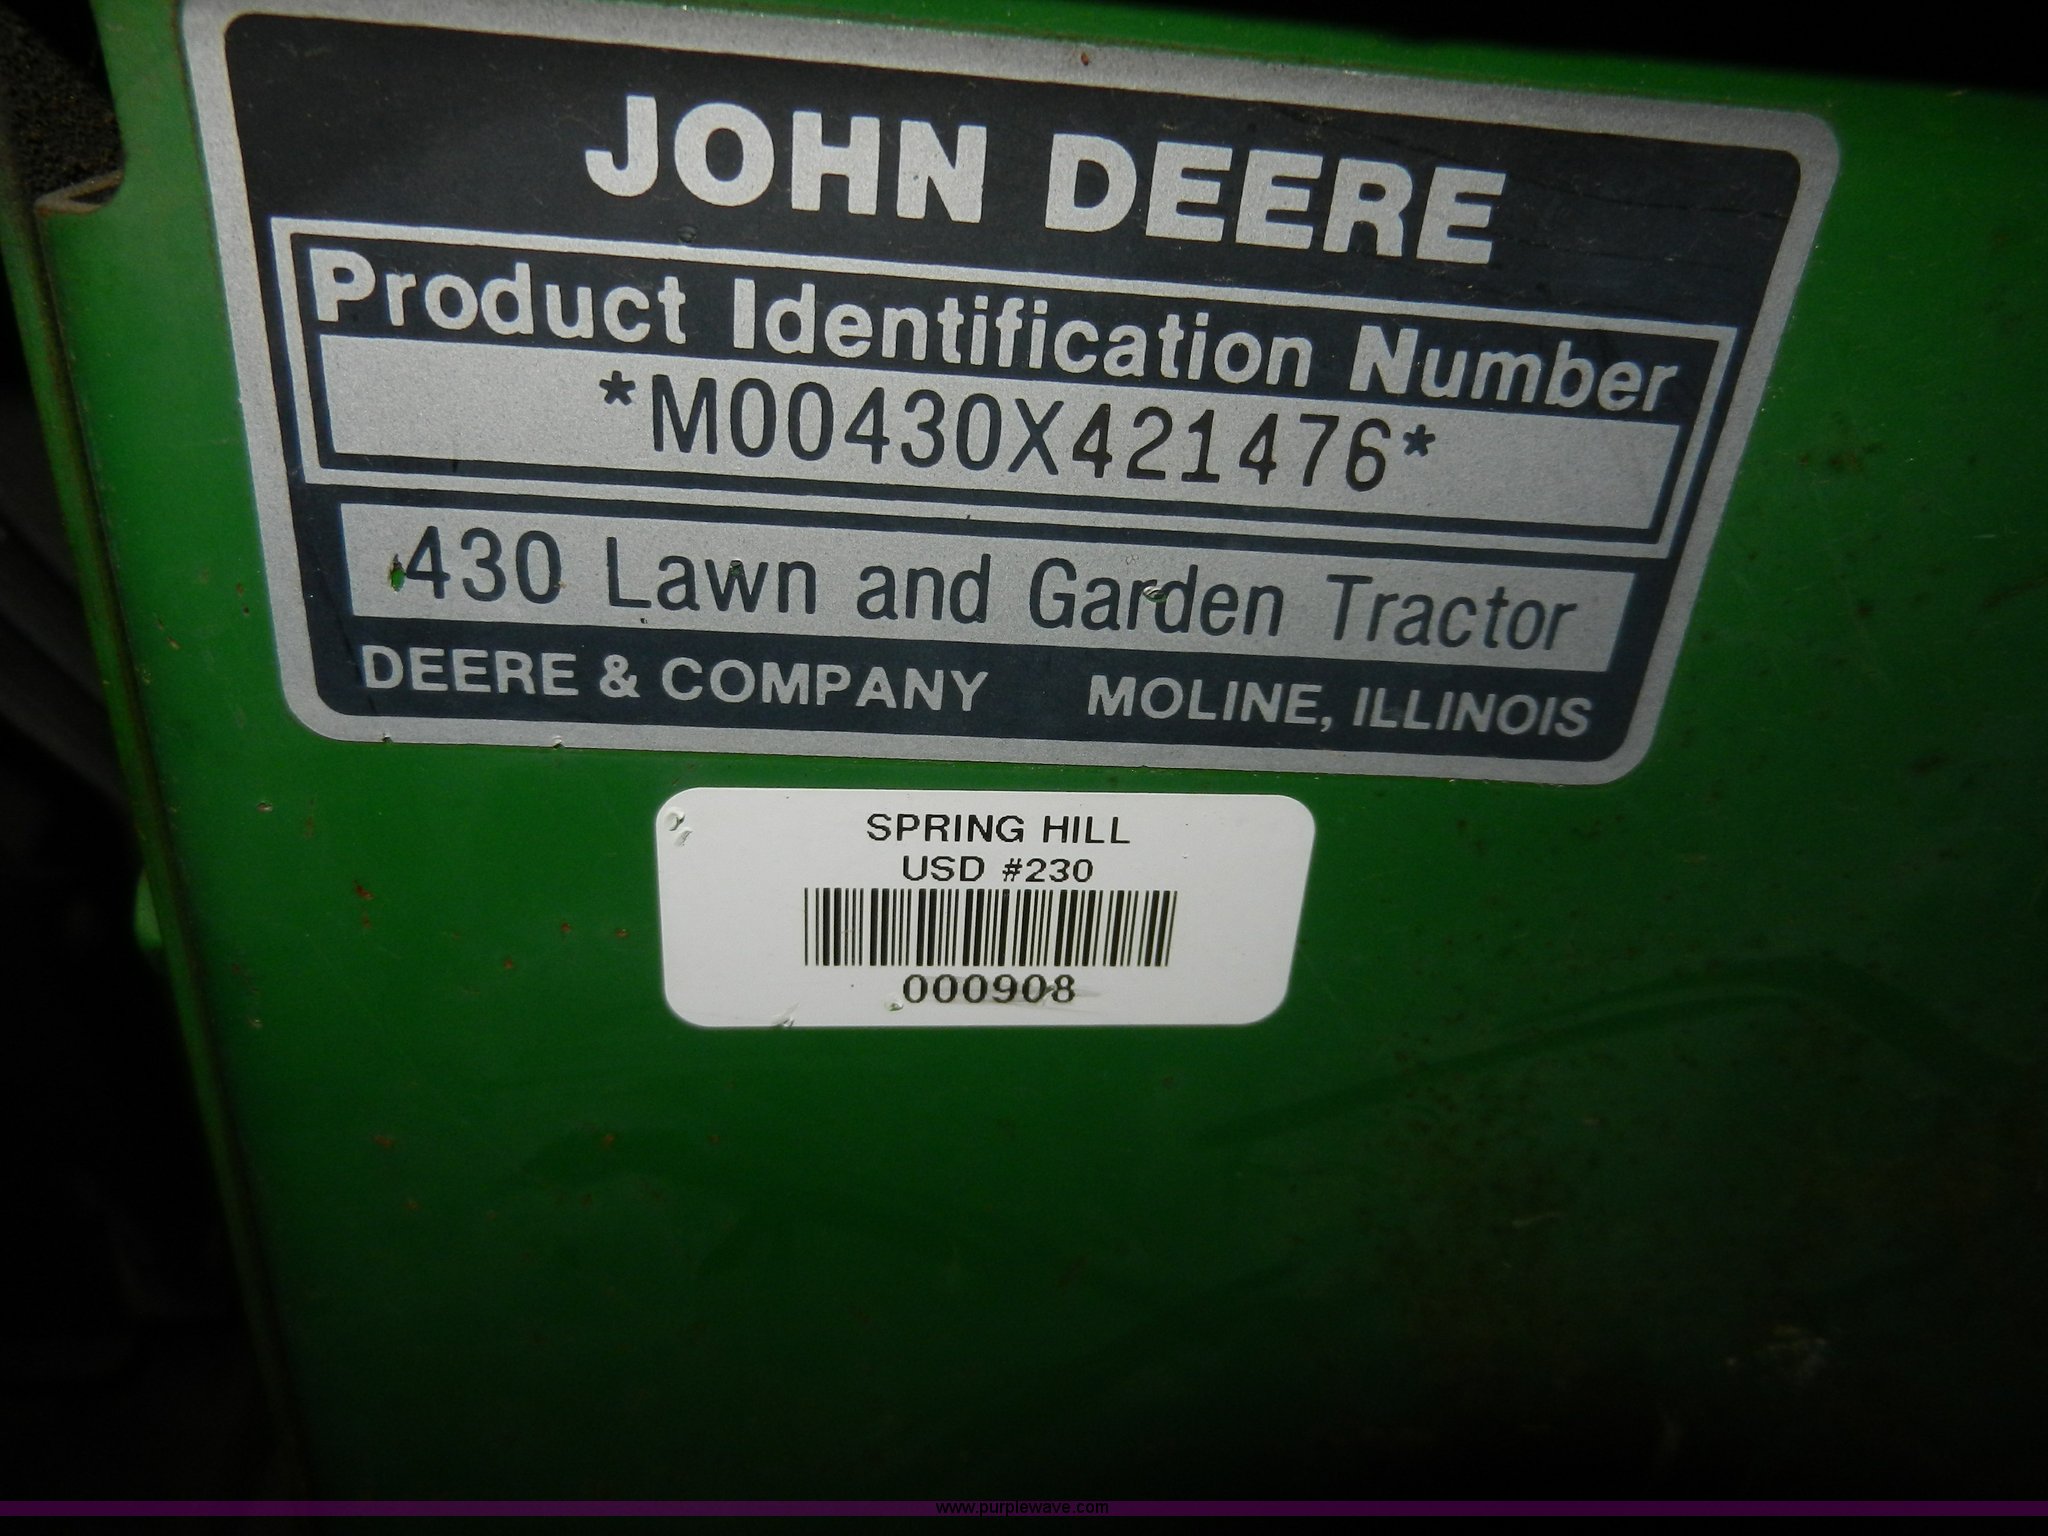 JOHN DEERE
Product Identification Number
*M00430X421476*
430 Lawn and Garden Tractor
DEERE & COMPANY MOLINE, ILLINOIS
SPRING HILL
USD #230
000908
www.purplewave.com